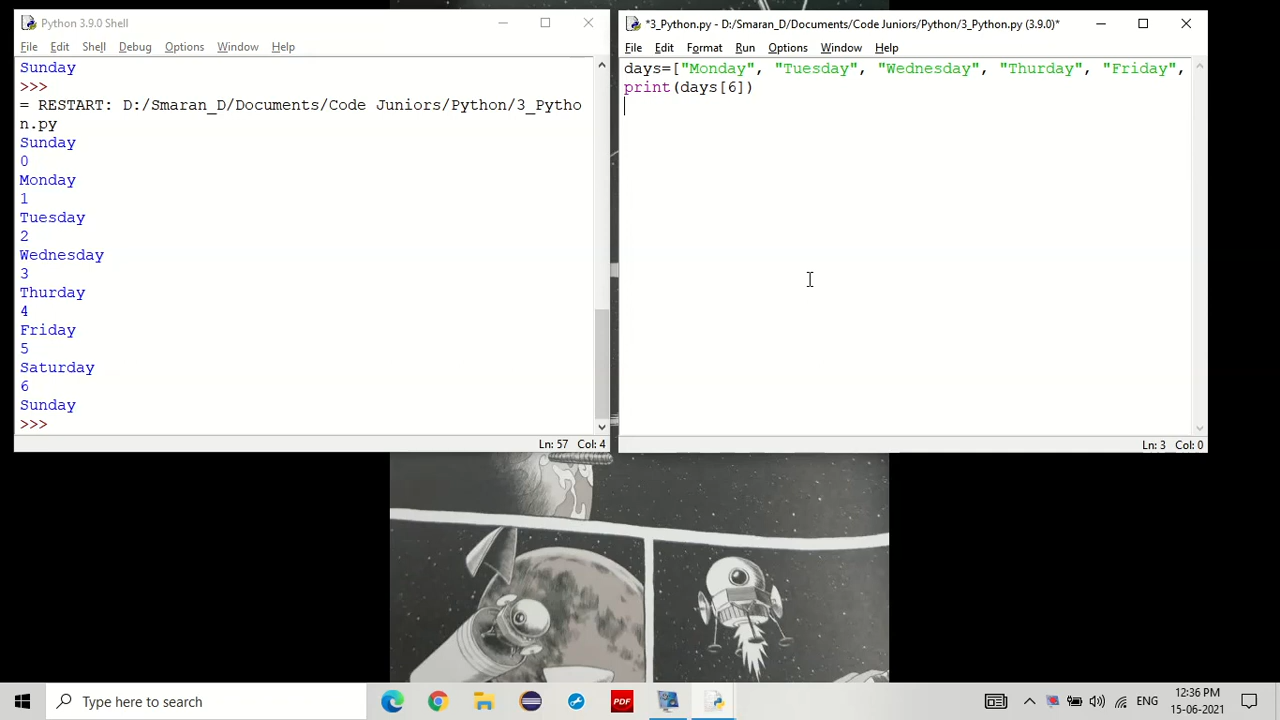 Python 3.9.0 Shell
File Edit Shell Debug Options Window Help
Sunday
>>>
= RESTART: D:/Smaran_D/Documents/Code Juniors/Python/3_Pytho
n.py
Sunday
0
Monday
1
Tuesday
2
Wednesday
3
Thurday
4
Friday
5
Saturday
6
Sunday
>>>
Ln: 57 Col: 4
*3_Python.py - D:/Smaran_D/Documents/Code Juniors/Python/3_Python.py (3.9.0)*
File Edit Format Run Options Window Help
days=["Monday", "Tuesday", "Wednesday", "Thurday", "Friday",
print(days[6])
Ln: 3 Col: 0
Type here to search
PDF
ENG
12:36 PM
15-06-2021